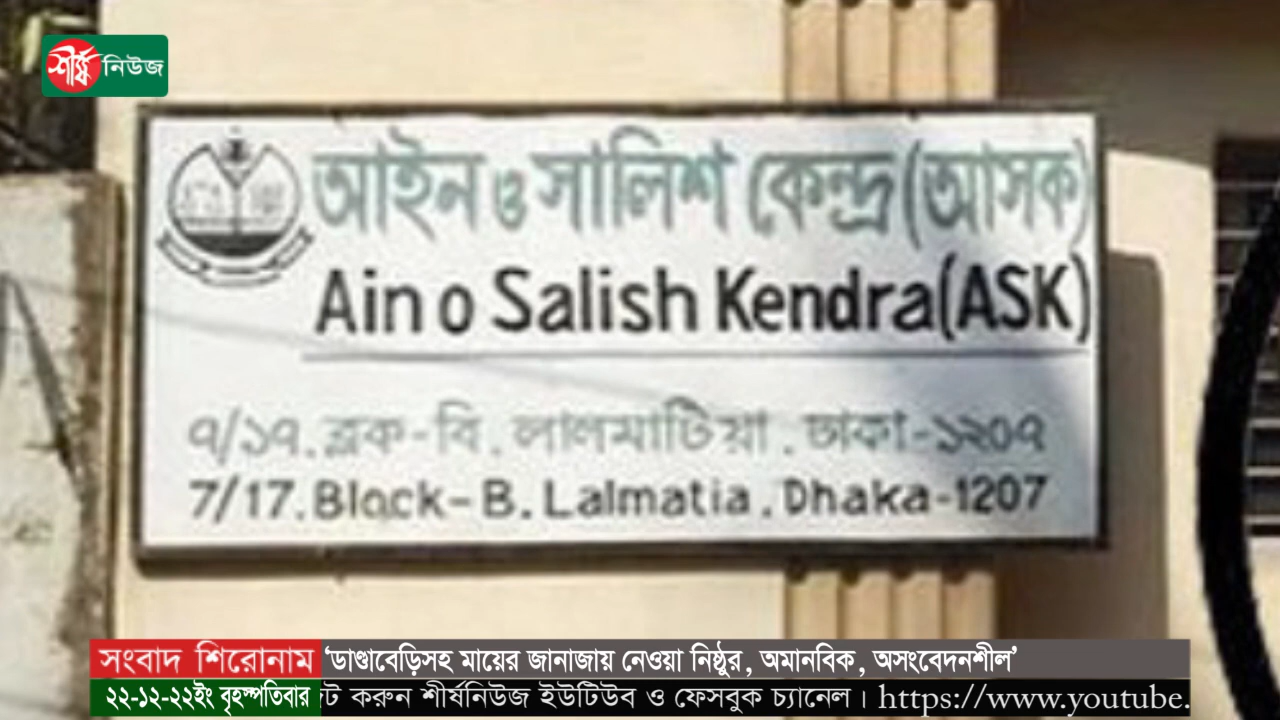 শীর্ষ নিউজ
আইন ও সালিশ কেন্দ্র (আসক)
Ain o Salish Kendra (ASK)
৭/১৭. ব্লক-বি. লালমাটিয়া. ঢাকা-১২০৭
7/17. Block-B. Lalmatia. Dhaka-1207
সংবাদ শিরোনাম ‘ডাণ্ডাবেড়িসহ মায়ের জানাজায় নেওয়া নিষ্ঠুর, অমানবিক, অসংবেদনশীল’
২২-১২-২২ইং বৃহস্পতিবার করুন শীর্ষনিউজ ইউটিউব ও ফেসবুক চ্যানেল। https://www.youtube.